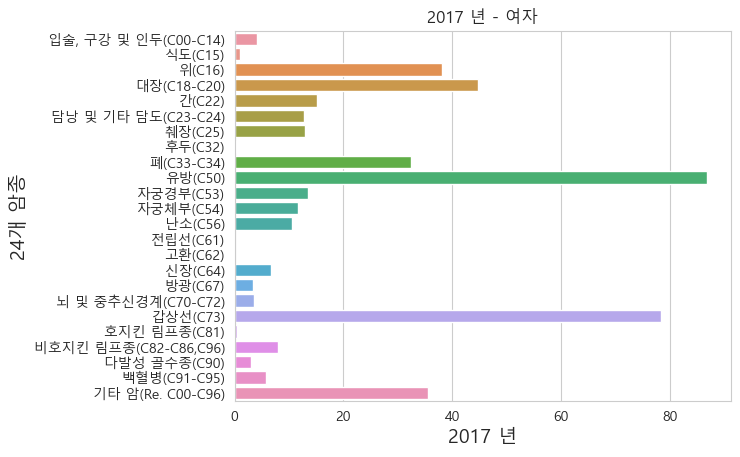 2017 년 - 여자
입술, 구강 및 인두(C00-C14)
식도(C15)
위(C16)
대장(C18-C20)
간(C22)
담낭 및 기타 담도(C23-C24)
췌장(C25)
후두(C32)
폐(C33-C34)
유방(C50)
자궁경부(C53)
자궁체부(C54)
난소(C56)
전립선(C61)
고환(C62)
신장(C64)
방광(C67)
뇌 및 중추신경계(C70-C72)
갑상선(C73)
호지킨 림프종(C81)
비호지킨 림프종(C82-C86,C96)
다발성 골수종(C90)
백혈병(C91-C95)
기타 암(Re. C00-C96)
24개 암종
0 20 40 60 80
2017 년